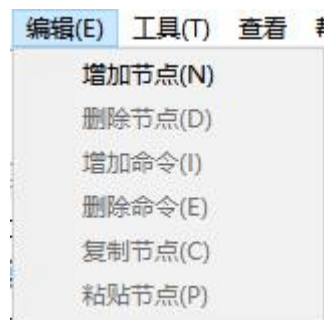 编辑(E) 工具(T) 查看
增加节点(N)
删除节点(D)
增加命令(I)
删除命令(E)
复制节点(C)
粘贴节点(P)